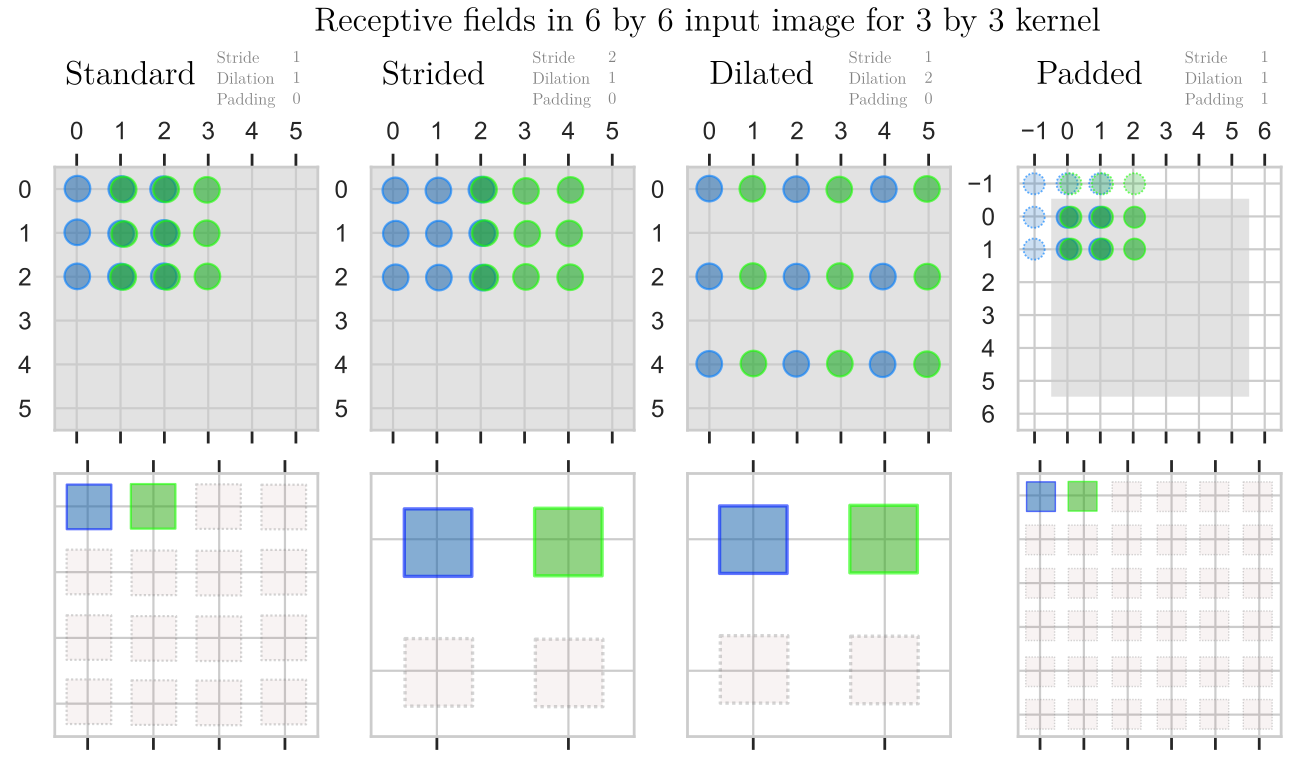 Receptive fields in 6 by 6 input image for 3 by 3 kernel
Standard
Stride 1
Dilation 1
Padding 0
0 1 2 3 4 5
0
1
2
3
4
5
Strided
Stride 2
Dilation 1
Padding 0
0 1 2 3 4 5
0
1
2
3
4
5
Dilated
Stride 1
Dilation 2
Padding 0
0 1 2 3 4 5
0
1
2
3
4
5
Padded
Stride 1
Dilation 1
Padding 1
−1 0 1 2 3 4 5 6
−1
0
1
2
3
4
5
6